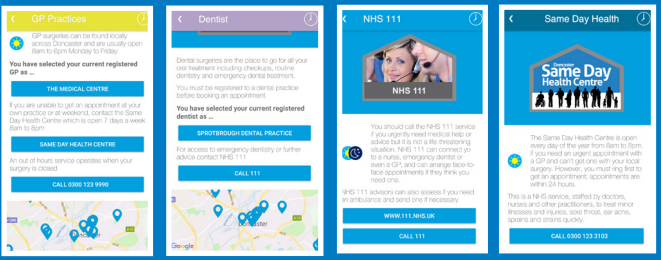 GP Practices
GP surgeries can be found locally
across Doncaster and are usually open
8am to 6pm Monday to Friday
You have selected your current registered
GP as ...
THE MEDICAL CENTRE
If you are unable to get an appointment at your
own practice or at weekend, contact the Same
Day Health Centre which is open 7 days a week
8am to 8pm
SAME DAY HEALTH CENTRE
An out of hours service operates when your
surgery is closed
CALL 0300 123 9990
Doncaster
Dentist
Dental surgeries are the place to go for all your
oral treatment including checkups, routine
dentistry and emergency dental treatment.
You must be registered to a dental practice
before booking an appointment.
You have selected your current registered
dentist as ...
SPROTBROUGH DENTAL PRACTICE
For access to emergency dentistry or further
advice contact NHS 111
CALL 111
Doncaster
Google
NHS 111
NHS 111
You should call the NHS 111 service
if you urgently need medical help or
advice but it is not a life threatening
situation. NHS 111 can connect yo
to a nurse, emergency dentist or
even a GP, and can arrange face-to-
face appointments if they think you
need one.
NHS 111 advisors can also assess if you need
an ambulance and send one if necessary
WWW.111.NHS.UK
CALL 111
Same Day Health
Doncaster
Same Day
Health Centre
The Same Day Health Centre is open
every day of the year from 8am to 8pm.
if you need an urgent appointment with
a GP and can't get one with your local
surgery. However, you must ring first to
get an appointment; appointments are
within 24 hours.
This is a NHS service, staffed by doctors,
nurses and other practitioners, to treat minor
illnesses and injuries, sore throat, ear ache,
sprains and strains quickly.
CALL 0300 123 3103